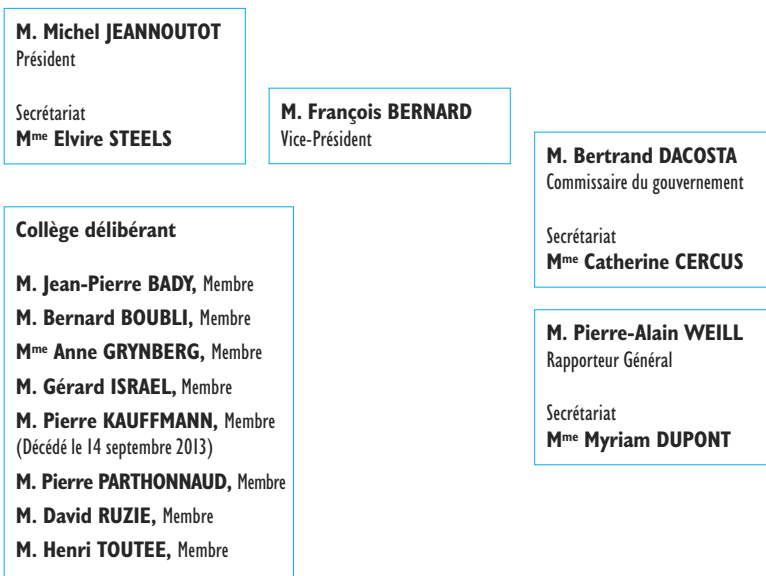 M. Michel JEANNOUTOT
Président
Secrétariat
Mme Elvire STEELS
M. François BERNARD
Vice-Président
M. Bertrand DACOSTA
Commissaire du gouvernement
Secrétariat
Mme Catherine CERCUS
Collège délibérant
M. Jean-Pierre BADY, Membre
M. Bernard BOUBLI, Membre
Mme Anne GRYNBERG, Membre
M. Gérard ISRAEL, Membre
M. Pierre KAUFFMANN, Membre
(Décédé le 14 septembre 2013)
M. Pierre PARTHONNAUD, Membre
M. David RUZIE, Membre
M. Henri TOUTEE, Membre
M. Pierre-Alain WEILL
Rapporteur Général
Secrétariat
Mme Myriam DUPONT